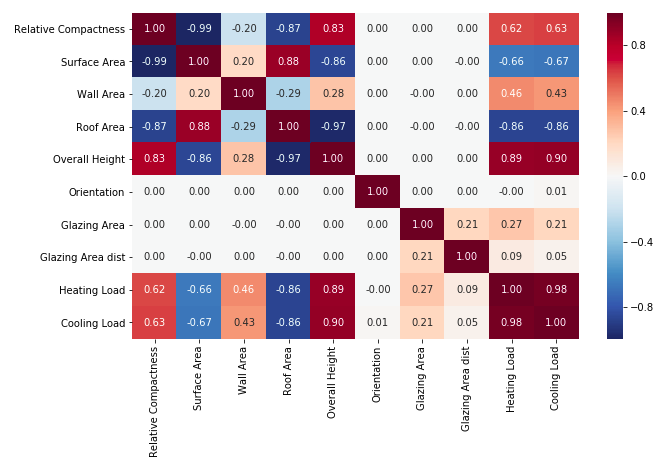 Relative Compactness 1.00 -0.99 -0.20 -0.87 0.83 0.00 0.00 0.00 0.62 0.63
Surface Area -0.99 1.00 0.20 0.88 -0.86 0.00 0.00 -0.00 -0.66 -0.67
Wall Area -0.20 0.20 1.00 -0.29 0.28 0.00 -0.00 0.00 0.46 0.43
Roof Area -0.87 0.88 -0.29 1.00 -0.97 0.00 -0.00 -0.00 -0.86 -0.86
Overall Height 0.83 -0.86 0.28 -0.97 1.00 0.00 0.00 0.00 0.89 0.90
Orientation 0.00 0.00 0.00 0.00 0.00 1.00 0.00 0.00 -0.00 0.01
Glazing Area 0.00 0.00 -0.00 -0.00 0.00 0.00 1.00 0.21 0.27 0.21
Glazing Area dist 0.00 -0.00 0.00 -0.00 0.00 0.00 0.21 1.00 0.09 0.05
Heating Load 0.62 -0.66 0.46 -0.86 0.89 -0.00 0.27 0.09 1.00 0.98
Cooling Load 0.63 -0.67 0.43 -0.86 0.90 0.01 0.21 0.05 0.98 1.00
Relative Compactness
Surface Area
Wall Area
Roof Area
Overall Height
Orientation
Glazing Area
Glazing Area dist
Heating Load
Cooling Load
0.8
0.4
0.0
-0.4
-0.8